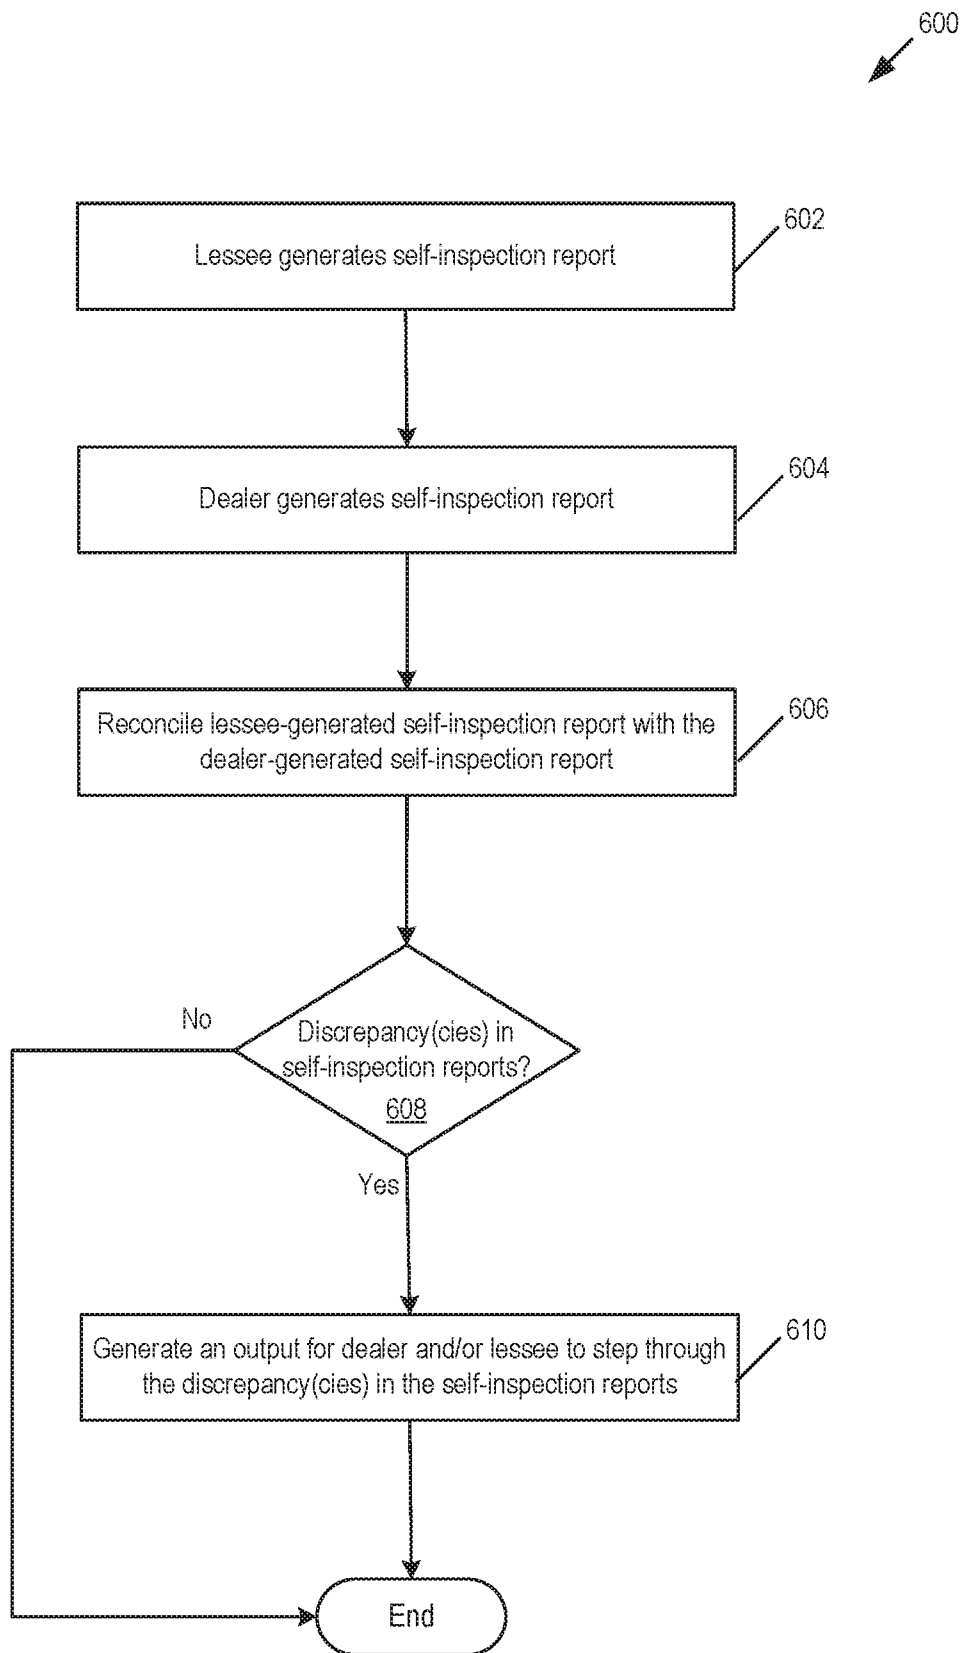 600
Lessee generates self-inspection report
602
Dealer generates self-inspection report
604
Reconcile lessee-generated self-inspection report with the
dealer-generated self-inspection report
606
No
Discrepancy(cies) in
self-inspection reports?
608
Yes
Generate an output for dealer and/or lessee to step through
the discrepancy(cies) in the self-inspection reports
610
End